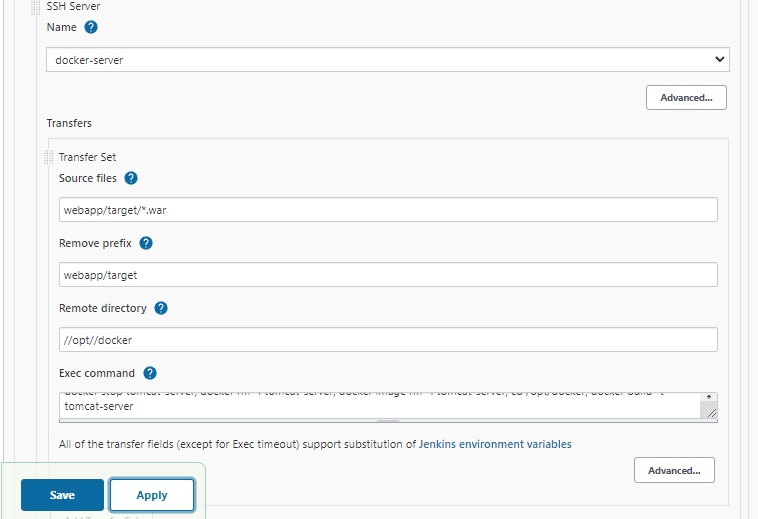 SSH Server
Name ?
docker-server
Advanced...
Transfers
Transfer Set
Source files ?
webapp/target/*.war
Remove prefix ?
webapp/target
Remote directory ?
//opt//docker
Exec command ?
tomcat-server
All of the transfer fields (except for Exec timeout) support substitution of Jenkins environment variables
Advanced...
Save
Apply